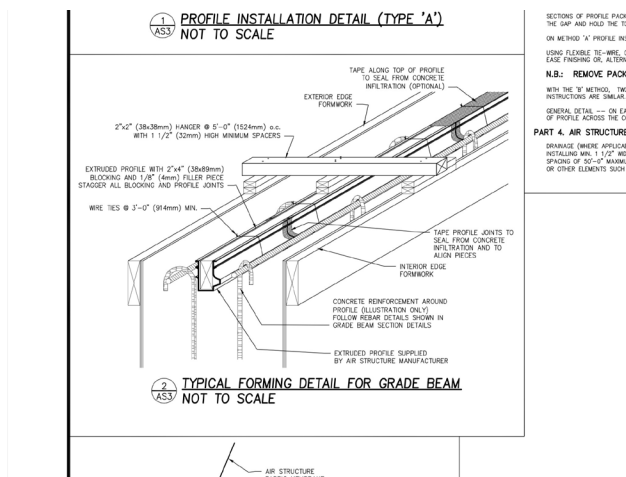 1
AS3
PROFILE INSTALLATION DETAIL (TYPE 'A')
NOT TO SCALE
TAPE ALONG TOP OF PROFILE
TO SEAL FROM CONCRETE
INFILTRATION (OPTIONAL)
EXTERIOR EDGE
FORMWORK
2"x2" (38x38mm) HANGER @ 5'-0" (1524mm) o.c.
WITH 1 1/2" (32mm) HIGH MINIMUM SPACERS
EXTRUDED PROFILE WITH 2"x4" (38x89mm)
BLOCKING AND 1/8" (4mm) FILLER PIECE
STAGGER ALL BLOCKING AND PROFILE JOINTS
WIRE TIES @ 3'-0" (914mm) MIN.
TAPE PROFILE JOINTS TO
SEAL FROM CONCRETE
INFILTRATION AND TO
ALIGN PIECES
INTERIOR EDGE
FORMWORK
CONCRETE REINFORCEMENT AROUND
PROFILE (ILLUSTRATION ONLY)
FOLLOW REBAR DETAILS SHOWN IN
GRADE BEAM SECTION DETAILS
EXTRUDED PROFILE SUPPLIED
BY AIR STRUCTURE MANUFACTURER
2
AS3
TYPICAL FORMING DETAIL FOR GRADE BEAM
NOT TO SCALE
AIR STRUCTURE
SECTIONS OF PROFILE PACK
THE GAP AND HOLD THE TO
ON METHOD 'A' PROFILE INS
USING FLEXIBLE TIE-WIRE,
EASE FINISHING OR, ALTERN
N.B.: REMOVE PACK
WITH THE 'B' METHOD, TW
INSTRUCTIONS ARE SIMILAR.
GENERAL DETAIL -- ON EA
OF PROFILE ACROSS THE C
PART 4. AIR STRUCTURE
DRAINAGE (WHERE APPLICAB
INSTALLING MIN. 1 1/2" WID
SPACING OF 50'-0" MAXIMU
OR OTHER ELEMENTS SUCH